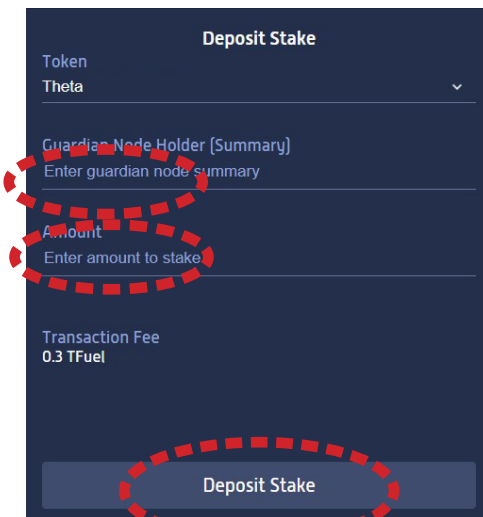 Deposit Stake
Token
Theta
Guardian Node Holder (Summary)
Enter guardian node summary
Amount
Enter amount to stake
Transaction Fee
0.3 TFuel
Deposit Stake